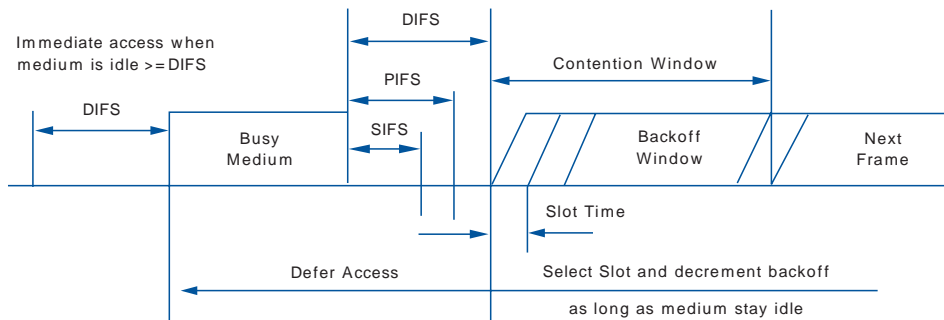 DIFS
Immediate access when
medium is idle >=DIFS
Contention Window
PIFS
DIFS
SIFS
Busy
Medium
Backoff
Window
Next
Frame
Slot Time
Defer Access
Select Slot and decrement backoff
as long as medium stay idle